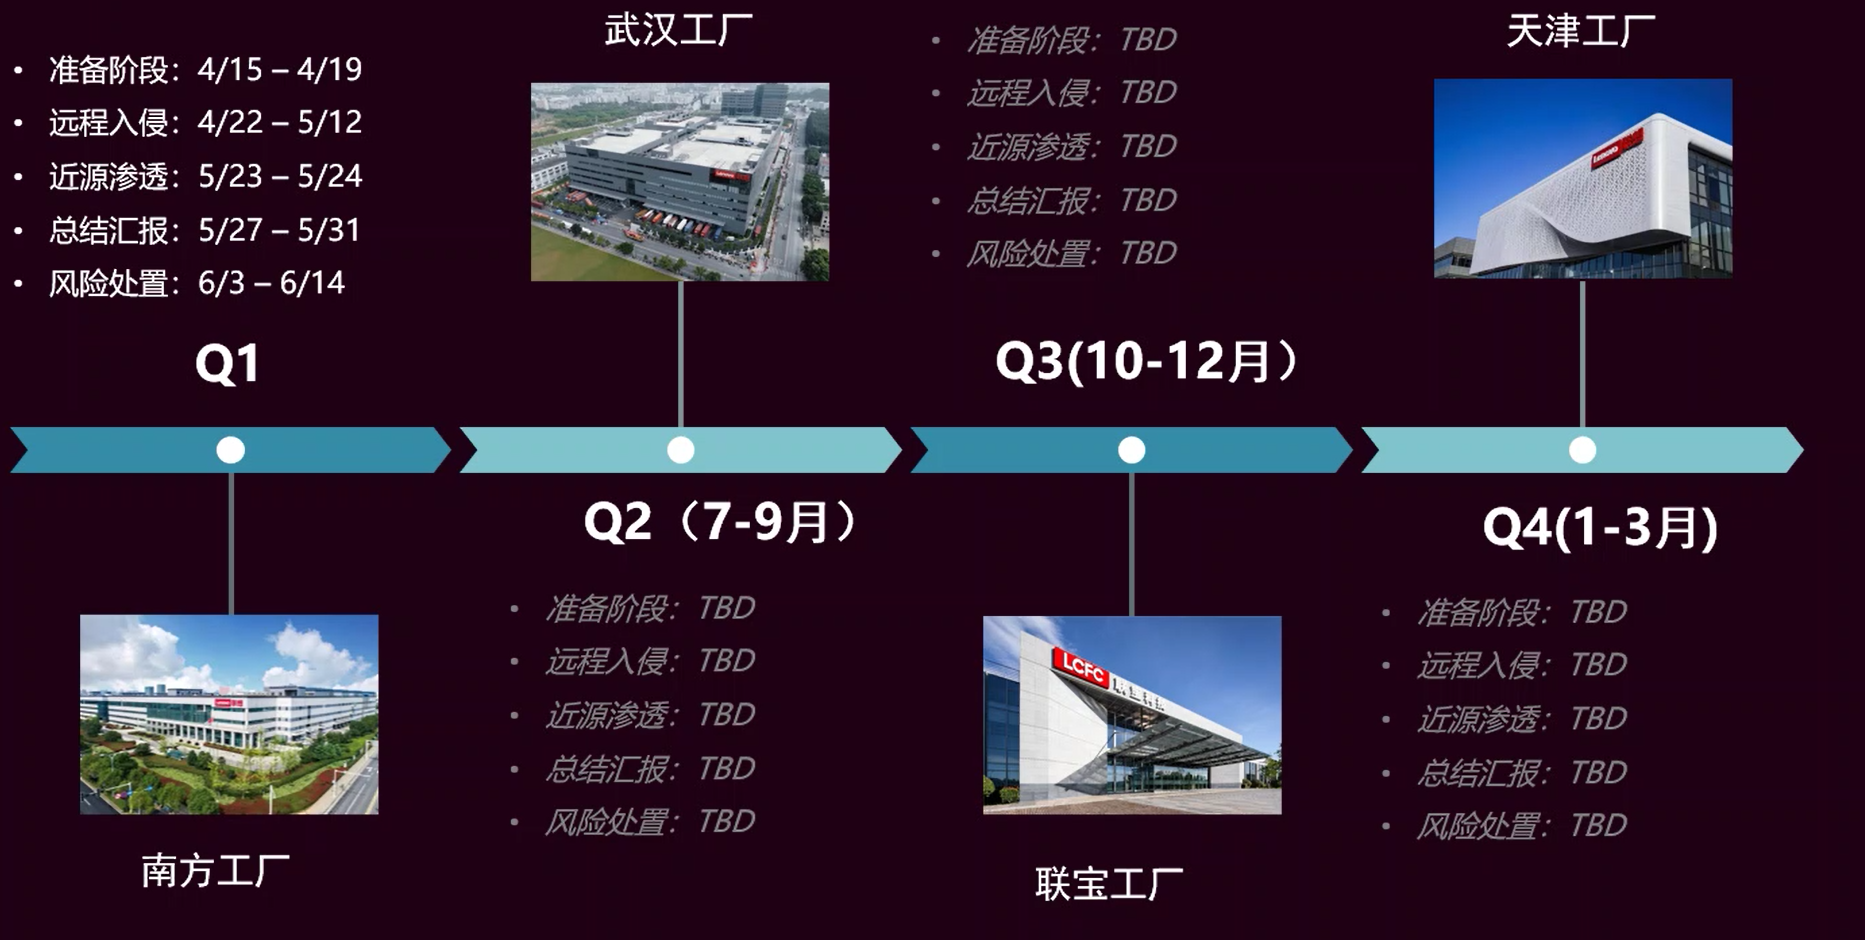 准备阶段：4/15 – 4/19
远程入侵：4/22 – 5/12
近源渗透：5/23 – 5/24
总结汇报：5/27 – 5/31
风险处置：6/3 – 6/14
Q1
南方工厂
武汉工厂
Lenovo
Q2（7-9月）
准备阶段：TBD
远程入侵：TBD
近源渗透：TBD
总结汇报：TBD
风险处置：TBD
准备阶段：TBD
远程入侵：TBD
近源渗透：TBD
总结汇报：TBD
风险处置：TBD
Q3(10-12月）
LCFC
联宝工厂
天津工厂
Lenovo
Q4(1-3月)
准备阶段：TBD
远程入侵：TBD
近源渗透：TBD
总结汇报：TBD
风险处置：TBD